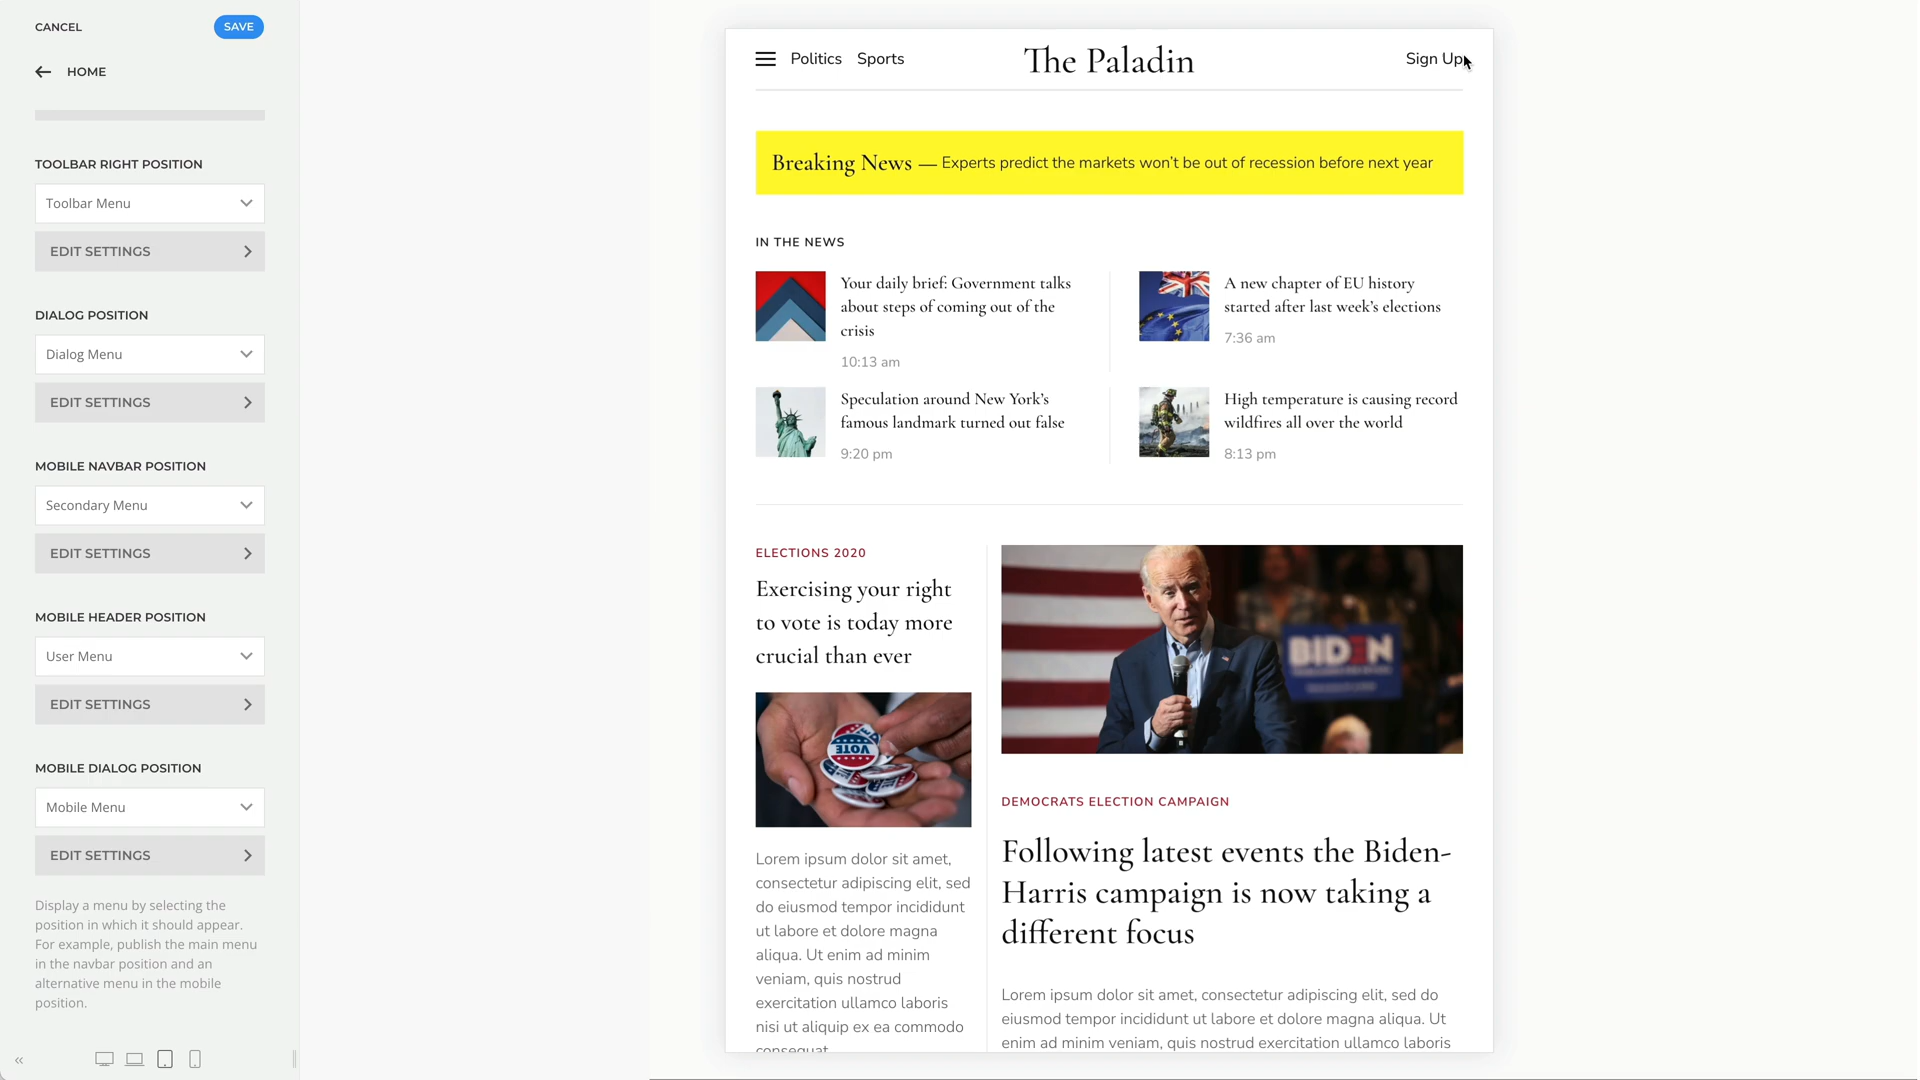 CANCEL
SAVE
HOME
TOOLBAR RIGHT POSITION
Toolbar Menu
EDIT SETTINGS
DIALOG POSITION
Dialog Menu
EDIT SETTINGS
MOBILE NAVBAR POSITION
Secondary Menu
EDIT SETTINGS
MOBILE HEADER POSITION
User Menu
EDIT SETTINGS
MOBILE DIALOG POSITION
Mobile Menu
EDIT SETTINGS
Display a menu by selecting the
position in which it should appear.
For example, publish the main menu
in the navbar position and an
alternative menu in the mobile
position.
Politics Sports
The Paladin
Sign Up
Breaking News — Experts predict the markets won’t be out of recession before next year
IN THE NEWS
Your daily brief: Government talks
about steps of coming out of the
crisis
10:13 am
A new chapter of EU history
started after last week’s elections
7:36 am
Speculation around New York’s
famous landmark turned out false
9:20 pm
High temperature is causing record
wildfires all over the world
8:13 pm
ELECTIONS 2020
Exercising your right
to vote is today more
crucial than ever
VOTE
Lorem ipsum dolor sit amet,
consectetur adipiscing elit, sed
do eiusmod tempor incididunt
ut labore et dolore magna
aliqua. Ut enim ad minim
veniam, quis nostrud
exercitation ullamco laboris
nisi ut aliquip ex ea commodo
consequat
BIDEN
DEMOCRATS ELECTION CAMPAIGN
Following latest events the Biden-
Harris campaign is now taking a
different focus
Lorem ipsum dolor sit amet, consectetur adipiscing elit, sed do
eiusmod tempor incididunt ut labore et dolore magna aliqua. Ut
enim ad minim veniam, quis nostrud exercitation ullamco laboris